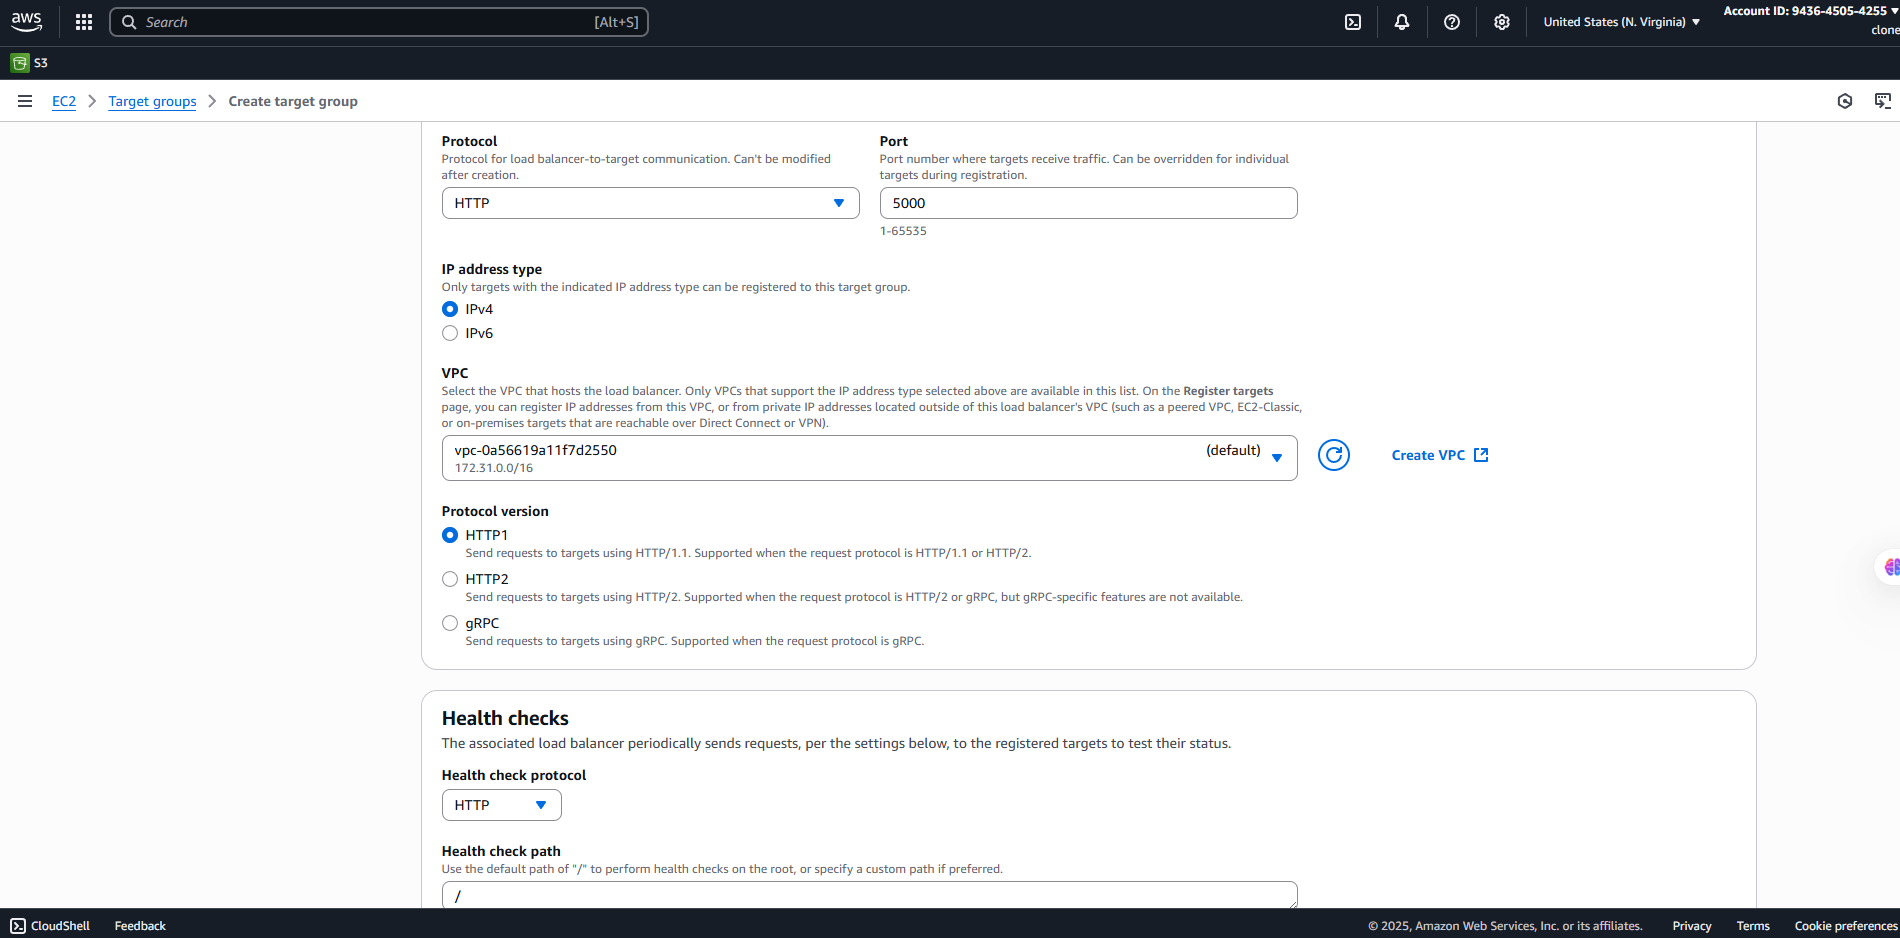 aws
Search [Alt+S]
United States (N. Virginia)
Account ID: 9436-4505-4255
clone
S3
EC2 Target groups Create target group
Protocol
Protocol for load balancer-to-target communication. Can't be modified
after creation.
HTTP
Port
Port number where targets receive traffic. Can be overridden for individual
targets during registration.
5000
1-65535
IP address type
Only targets with the indicated IP address type can be registered to this target group.
IPv4
IPv6
VPC
Select the VPC that hosts the load balancer. Only VPCs that support the IP address type selected above are available in this list. On the Register targets
page, you can register IP addresses from this VPC, or from private IP addresses located outside of this load balancer's VPC (such as a peered VPC, EC2-Classic,
or on-premises targets that are reachable over Direct Connect or VPN).
vpc-0a56619a11f7d2550 (default)
172.31.0.0/16
Create VPC
Protocol version
HTTP1
Send requests to targets using HTTP/1.1. Supported when the request protocol is HTTP/1.1 or HTTP/2.
HTTP2
Send requests to targets using HTTP/2. Supported when the request protocol is HTTP/2 or gRPC, but gRPC-specific features are not available.
gRPC
Send requests to targets using gRPC. Supported when the request protocol is gRPC.
Health checks
The associated load balancer periodically sends requests, per the settings below, to the registered targets to test their status.
Health check protocol
HTTP
Health check path
Use the default path of "/" to perform health checks on the root, or specify a custom path if preferred.
/
CloudShell Feedback © 2025, Amazon Web Services, Inc. or its affiliates. Privacy Terms Cookie preferences